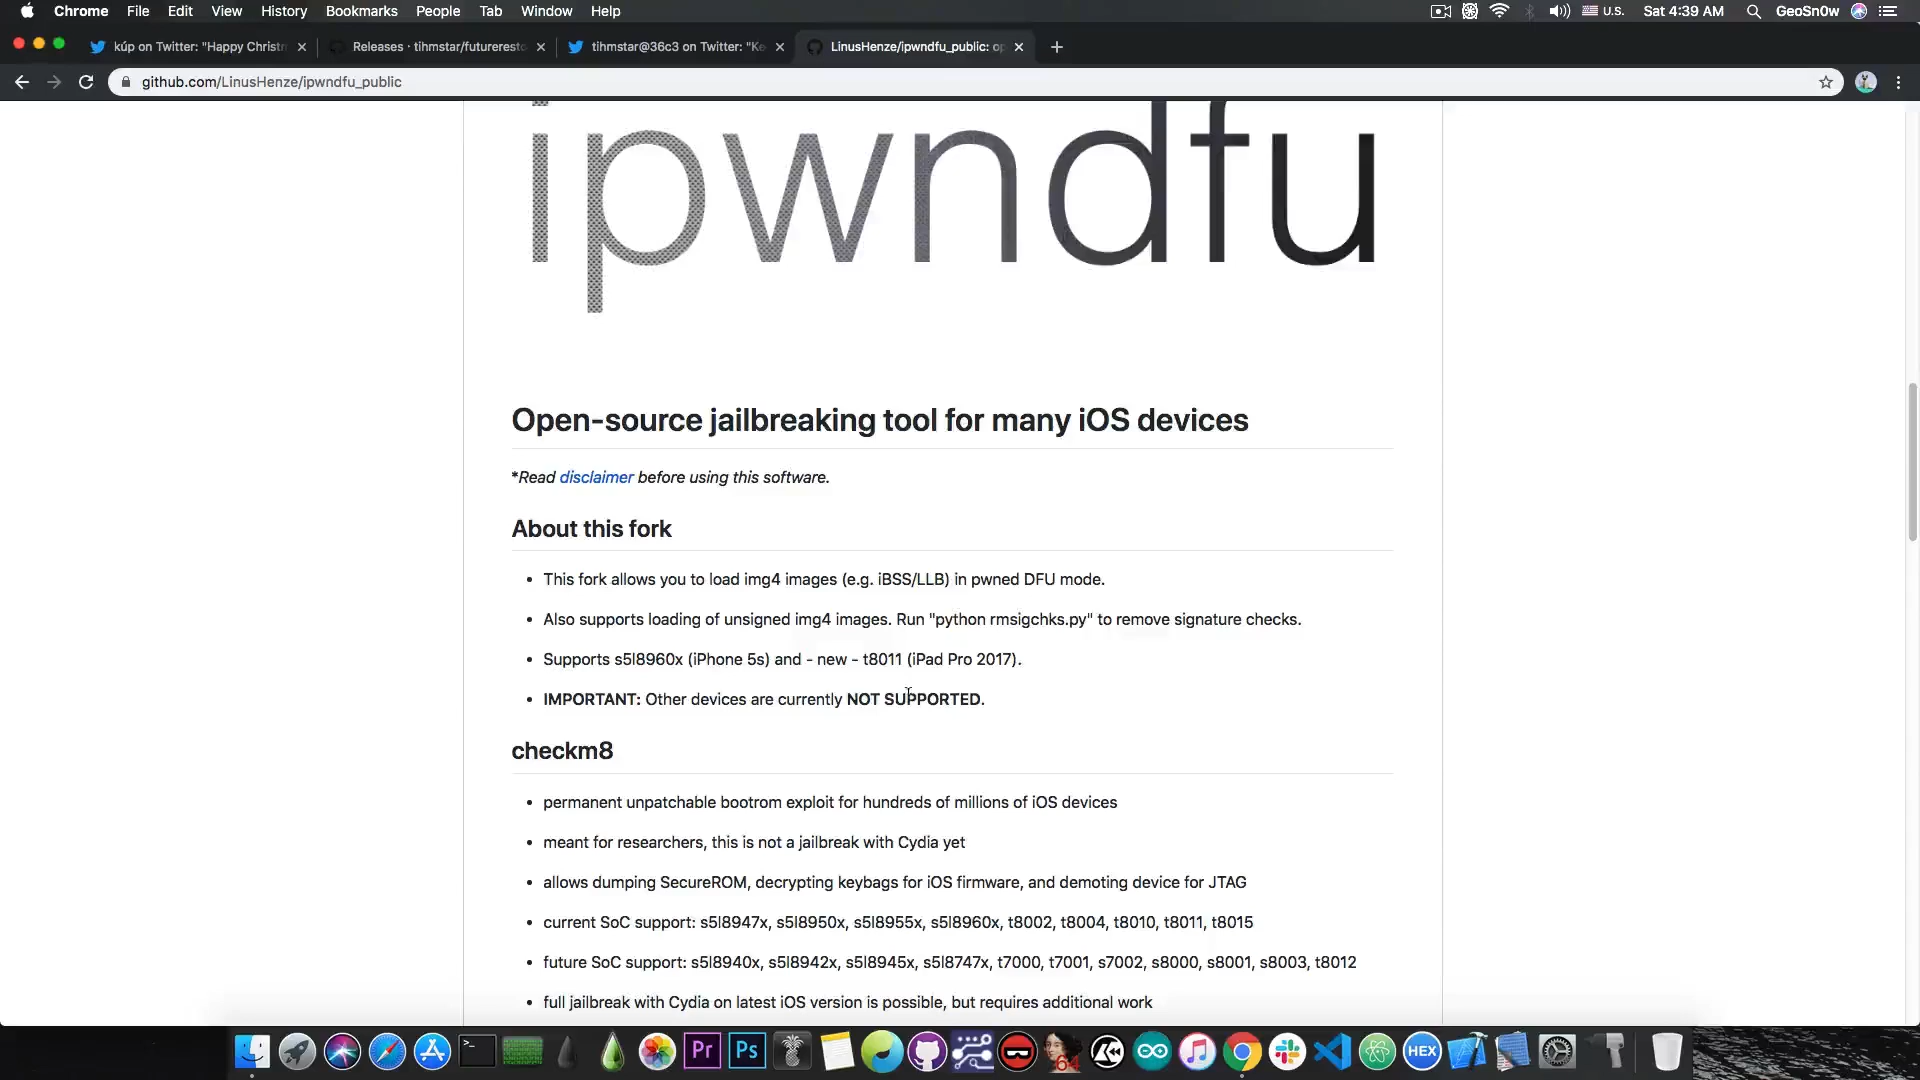 Chrome File Edit View History Bookmarks People Tab Window Help
U.S. Sat 4:39 AM GeoSn0w
kúp on Twitter: "Happy Christm
Releases · tihmstar/futureresto
tihmstar@36c3 on Twitter: "Ke
LinusHenze/ipwndfu_public: op
github.com/LinusHenze/ipwndfu_public
ipwndfu
Open-source jailbreaking tool for many iOS devices
*Read disclaimer before using this software.
About this fork
• This fork allows you to load img4 images (e.g. iBSS/LLB) in pwned DFU mode.
• Also supports loading of unsigned img4 images. Run "python rmsigchks.py" to remove signature checks.
• Supports s5l8960x (iPhone 5s) and - new - t8011 (iPad Pro 2017).
• IMPORTANT: Other devices are currently NOT SUPPORTED.
checkm8
• permanent unpatchable bootrom exploit for hundreds of millions of iOS devices
• meant for researchers, this is not a jailbreak with Cydia yet
• allows dumping SecureROM, decrypting keybags for iOS firmware, and demoting device for JTAG
• current SoC support: s5l8947x, s5l8950x, s5l8955x, s5l8960x, t8002, t8004, t8010, t8011, t8015
• future SoC support: s5l8940x, s5l8942x, s5l8945x, s5l8747x, t7000, t7001, s7002, s8000, s8001, s8003, t8012
• full jailbreak with Cydia on latest iOS version is possible, but requires additional work
Pr Ps 64 HEX